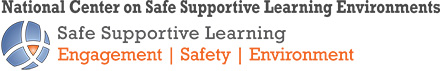 National Center on Safe Supportive Learning Environments
Safe Supportive Learning
Engagement | Safety | Environment